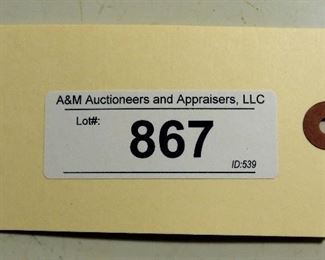 A&M Auctioneers and Appraisers, LLC
Lot#:
867
ID:539